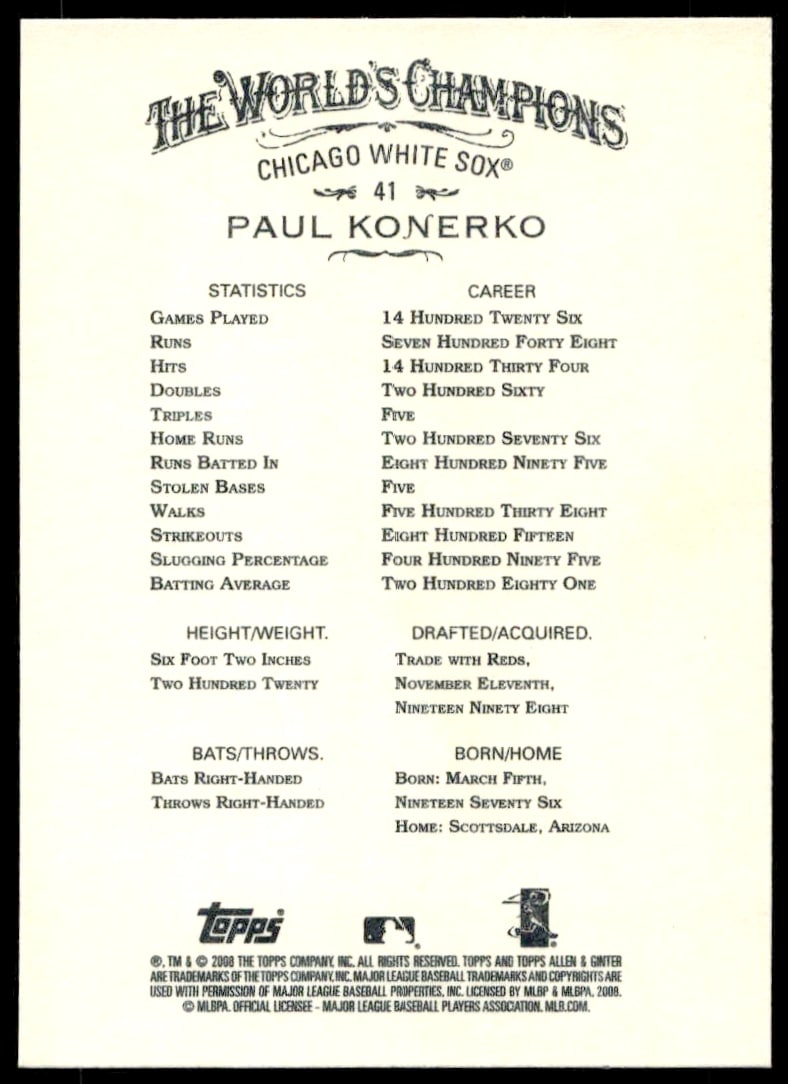 THE WORLD'S CHAMPIONS
CHICAGO WHITE SOX®
41
PAUL KONERKO
STATISTICS CAREER
GAMES PLAYED 14 HUNDRED TWENTY SIX
RUNS SEVEN HUNDRED FORTY EIGHT
HITS 14 HUNDRED THIRTY FOUR
DOUBLES TWO HUNDRED SIXTY
TRIPLES FIVE
HOME RUNS TWO HUNDRED SEVENTY SIX
RUNS BATTED IN EIGHT HUNDRED NINETY FIVE
STOLEN BASES FIVE
WALKS FIVE HUNDRED THIRTY EIGHT
STRIKEOUTS EIGHT HUNDRED FIFTEEN
SLUGGING PERCENTAGE FOUR HUNDRED NINETY FIVE
BATTING AVERAGE TWO HUNDRED EIGHTY ONE
HEIGHT/WEIGHT. DRAFTED/ACQUIRED.
SIX FOOT TWO INCHES TRADE WITH REDS,
TWO HUNDRED TWENTY NOVEMBER ELEVENTH,
NINETEEN NINETY EIGHT
BATS/THROWS. BORN/HOME
BATS RIGHT-HANDED BORN: MARCH FIFTH,
THROWS RIGHT-HANDED NINETEEN SEVENTY SIX
HOME: SCOTTSDALE, ARIZONA
Topps®
®, TM & © 2008 THE TOPPS COMPANY, INC. ALL RIGHTS RESERVED. TOPPS AND TOPPS ALLEN & GINTER
ARE TRADEMARKS OF THE TOPPS COMPANY, INC. MAJOR LEAGUE BASEBALL TRADEMARKS AND COPYRIGHTS ARE
USED WITH PERMISSION OF MAJOR LEAGUE BASEBALL PROPERTIES, INC. LICENSED BY MLBP & MLBPA, 2008.
© MLBPA. OFFICIAL LICENSEE – MAJOR LEAGUE BASEBALL PLAYERS ASSOCIATION. MLB.COM.